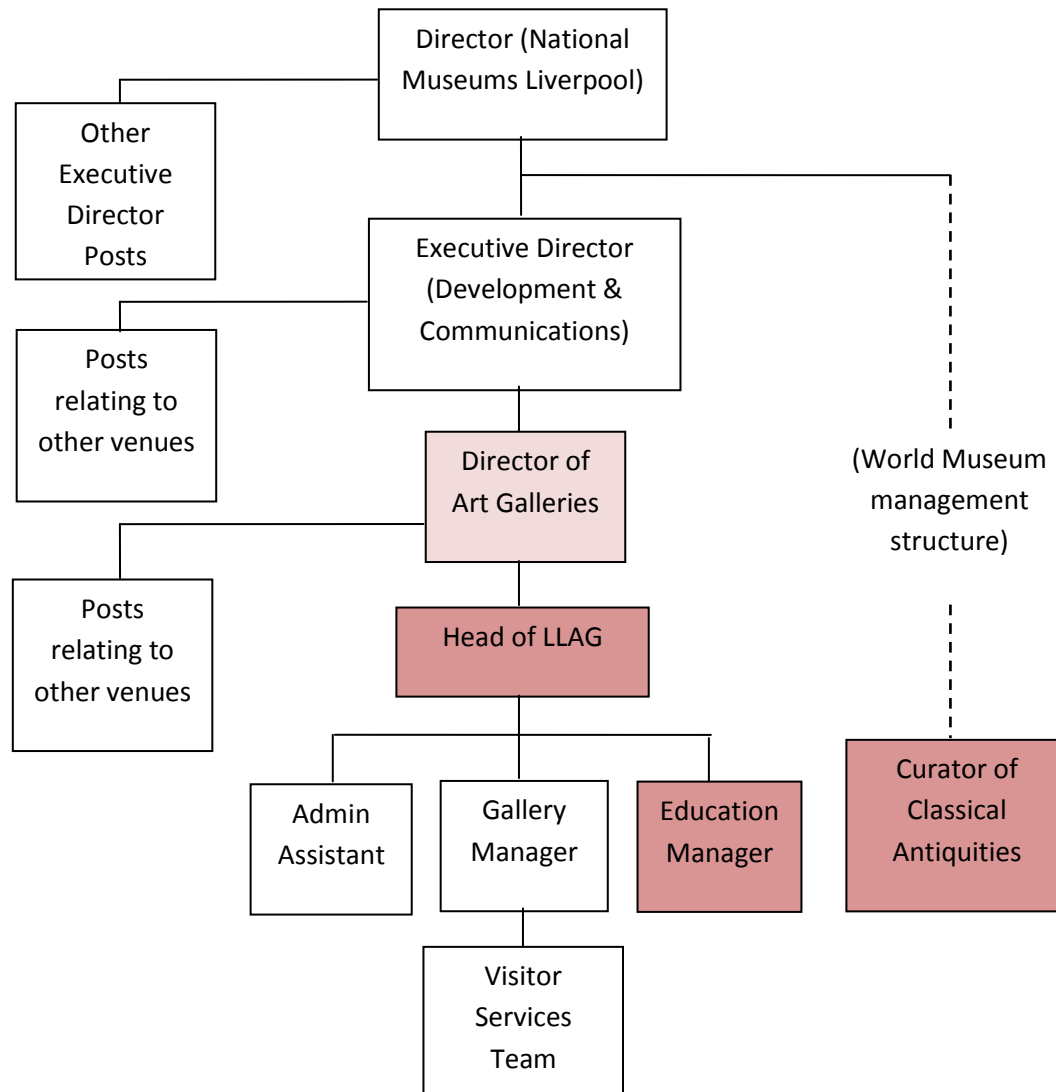 Director (National
Museums Liverpool)
Other
Executive
Director
Posts
Executive Director
(Development &
Communications)
Posts
relating to
other venues
Director of
Art Galleries
(World Museum
management
structure)
Posts
relating to
other venues
Head of LLAG
Admin
Assistant
Gallery
Manager
Education
Manager
Curator of
Classical
Antiquities
Visitor
Services
Team